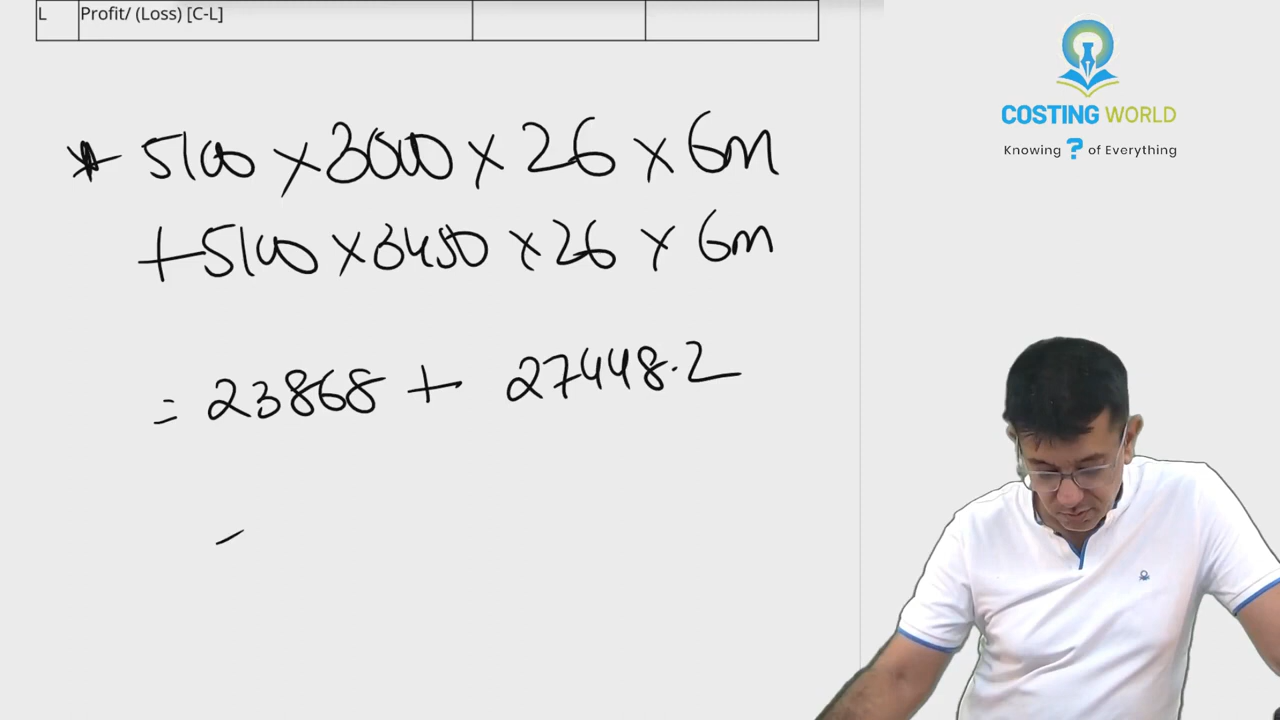 L Profit/ (Loss) [C-L]
* 5100 × 3000 × 26 × 6m
+ 5100 × 3450 × 26 × 6m
= 23868 + 27448.2
COSTING WORLD
Knowing ? of Everything